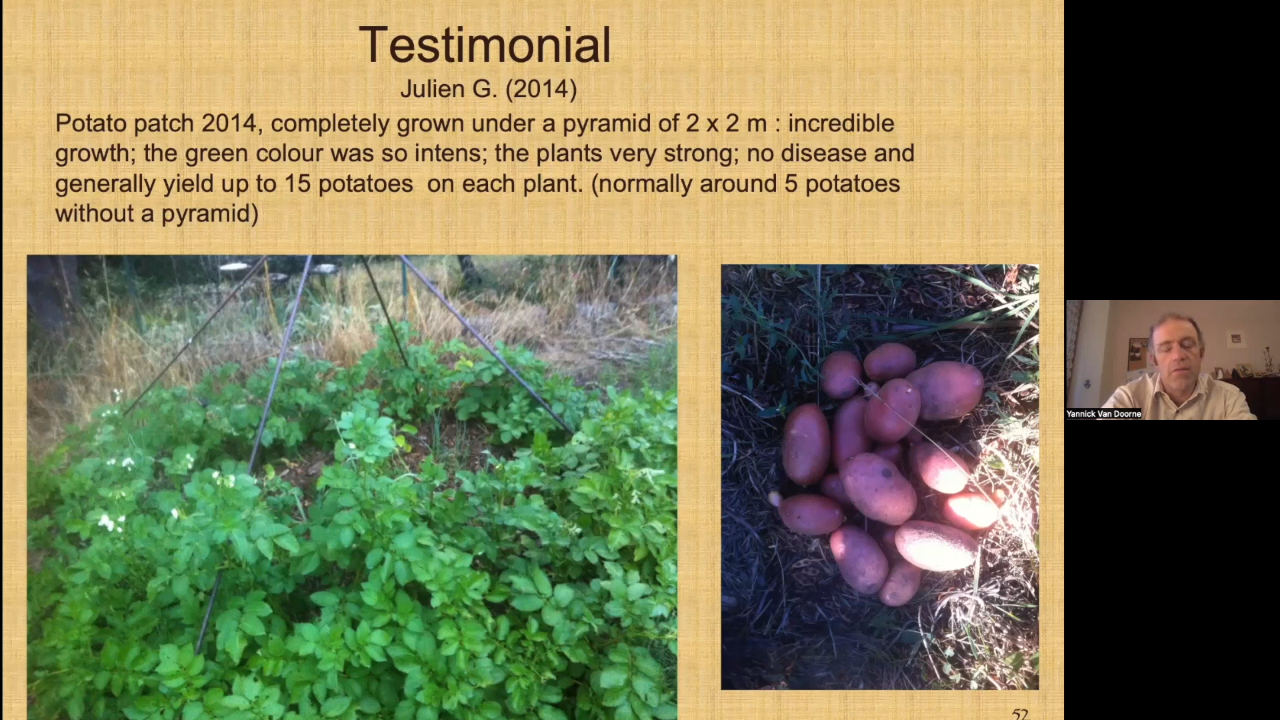 Testimonial
Julien G. (2014)
Potato patch 2014, completely grown under a pyramid of 2 x 2 m : incredible
growth; the green colour was so intens; the plants very strong; no disease and
generally yield up to 15 potatoes  on each plant. (normally around 5 potatoes
without a pyramid)
Yannick Van Doorne
52